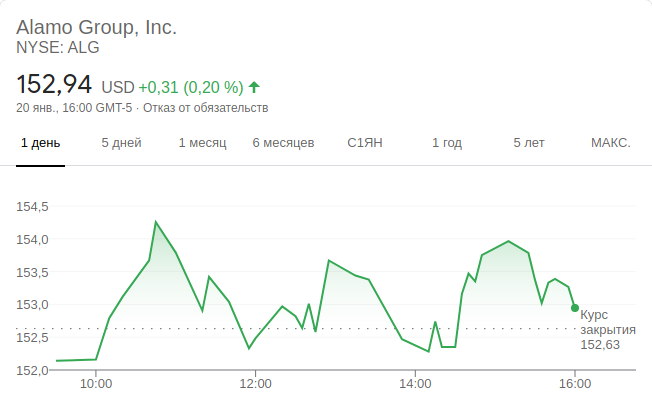 Alamo Group, Inc.
NYSE: ALG
152,94 USD +0,31 (0,20 %)
20 янв., 16:00 GMT-5 · Отказ от обязательств
1 день 5 дней 1 месяц 6 месяцев С1ЯН 1 год 5 лет МАКС.
154,5
154,0
153,5
153,0
152,5
152,0
Курс
закрытия
152,63
10:00 12:00 14:00 16:00